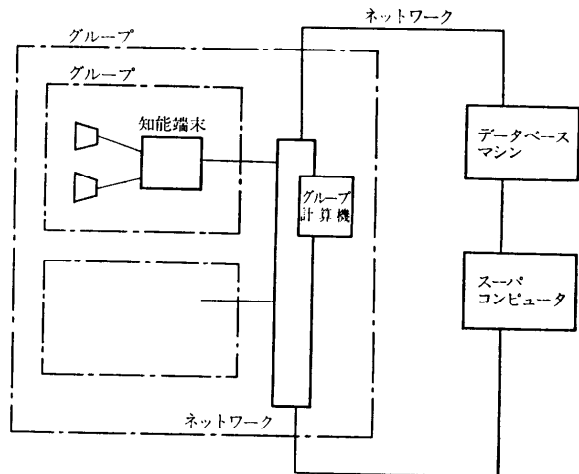 ネットワーク
グループ
グループ
知能端末
データベース
マシン
グループ
計算機
スーパ
コンピュータ
ネットワーク